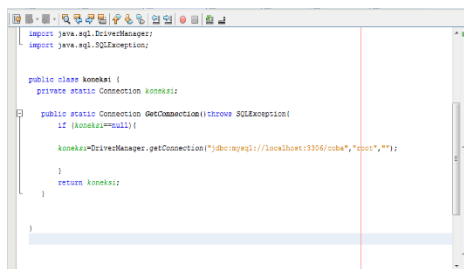 import java.sql.DriverManager;
import java.sql.SQLException;
public class koneksi {
private static Connection koneksi;
public static Connection GetConnection()throws SQLException{
if (koneksi==null){
koneksi=DriverManager.getConnection("jdbc:mysql://localhost:3306/coba","root","");
}
return koneksi;
}
}